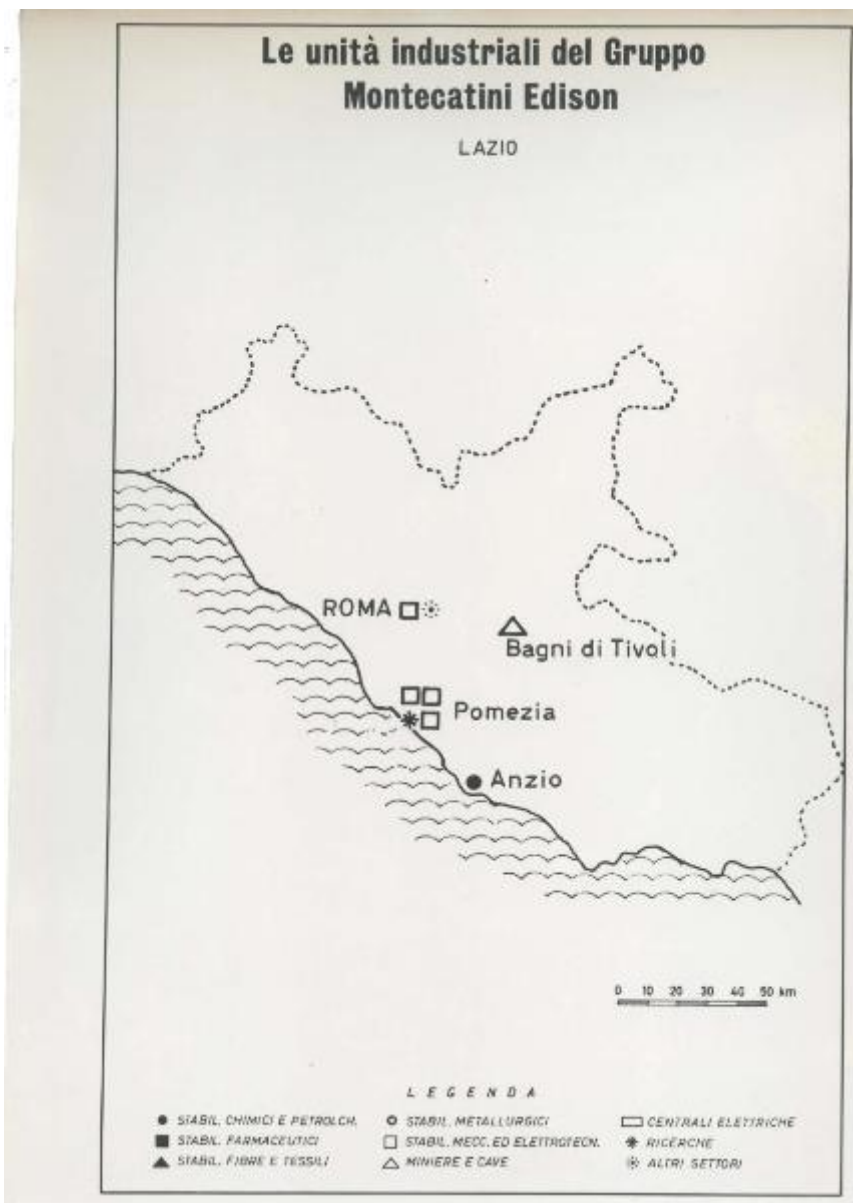 Le unità industriali del Gruppo
Montecatini Edison
LAZIO
ROMA
Bagni di Tivoli
Pomezia
Anzio
0 10 20 30 40 50 km
LEGENDA
STABIL. CHIMICI E PETROLCH.
STABIL. FARMACEUTICI
STABIL. FIBRE E TESSILI
STABIL. METALLURGICI
STABIL. MECC. ED ELETTROTECN.
MINIERE E CAVE
CENTRALI ELETTRICHE
RICERCHE
ALTRI SETTORI